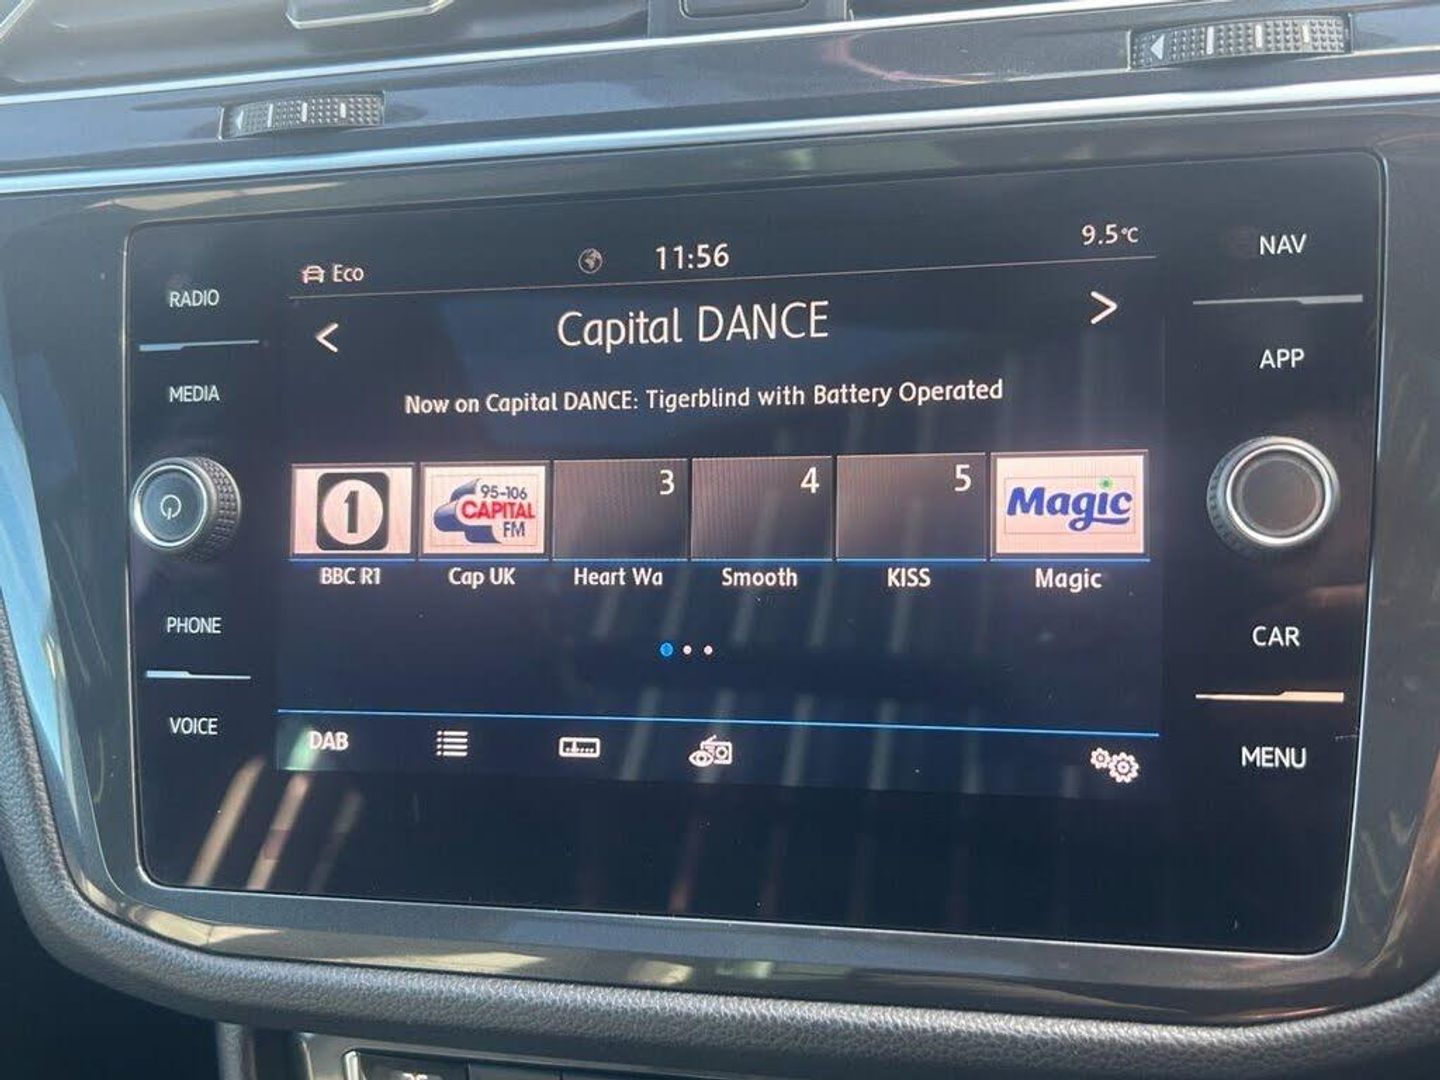 Eco 11:56 9.5°C
< Capital DANCE >
Now on Capital DANCE: Tigerblind with Battery Operated
RADIO
MEDIA
PHONE
VOICE
1 95-106 CAPITAL FM 3 4 5 Magic
BBC R1 Cap UK Heart Wa Smooth KISS Magic
DAB
NAV
APP
CAR
MENU